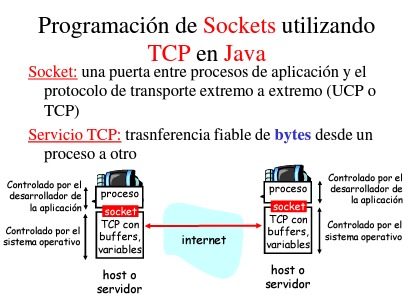 Programación de Sockets utilizando
TCP en Java
Socket: una puerta entre procesos de aplicación y el
protocolo de transporte extremo a extremo (UCP o
TCP)
Servicio TCP: trasnferencia fiable de bytes desde un
proceso a otro
Controlado por el
desarrollador de
la aplicación
Controlado por el
sistema operativo
proceso
socket
TCP con
buffers,
variables
host o
servidor
internet
proceso
socket
TCP con
buffers,
variables
host o
servidor
Controlado por el
desarrollador de
la aplicación
Controlado por el
sistema operativo